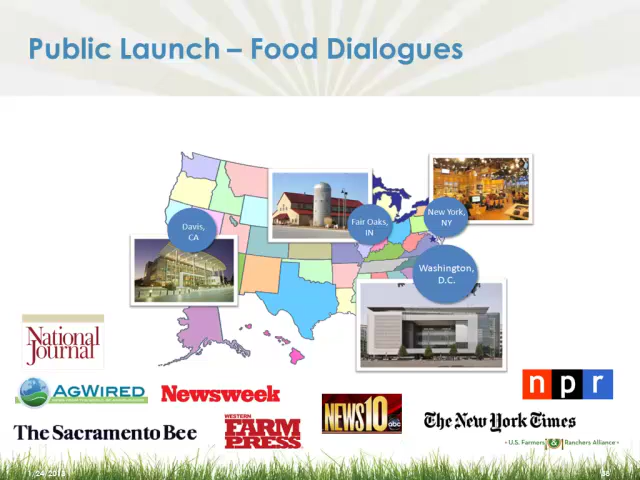 Public Launch – Food Dialogues
Davis,
CA
Fair Oaks,
IN
New York,
NY
Washington,
D.C.
National
Journal
AgWired
Newsweek
The Sacramento Bee
WESTERN
FARM
PRESS
NEWS10
abc
npr
The New York Times
U.S. Farmers & Ranchers Alliance
38